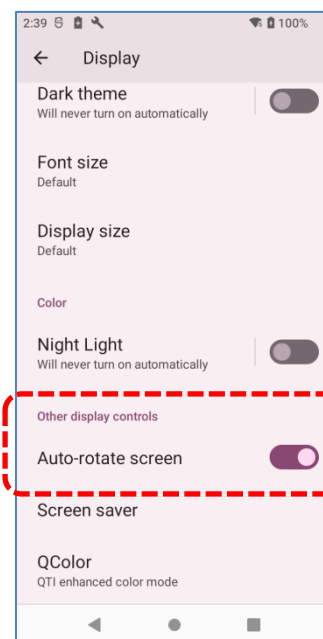 2:39 100%
Display
Dark theme
Will never turn on automatically
Font size
Default
Display size
Default
Color
Night Light
Will never turn on automatically
Other display controls
Auto-rotate screen
Screen saver
QColor
QTI enhanced color mode